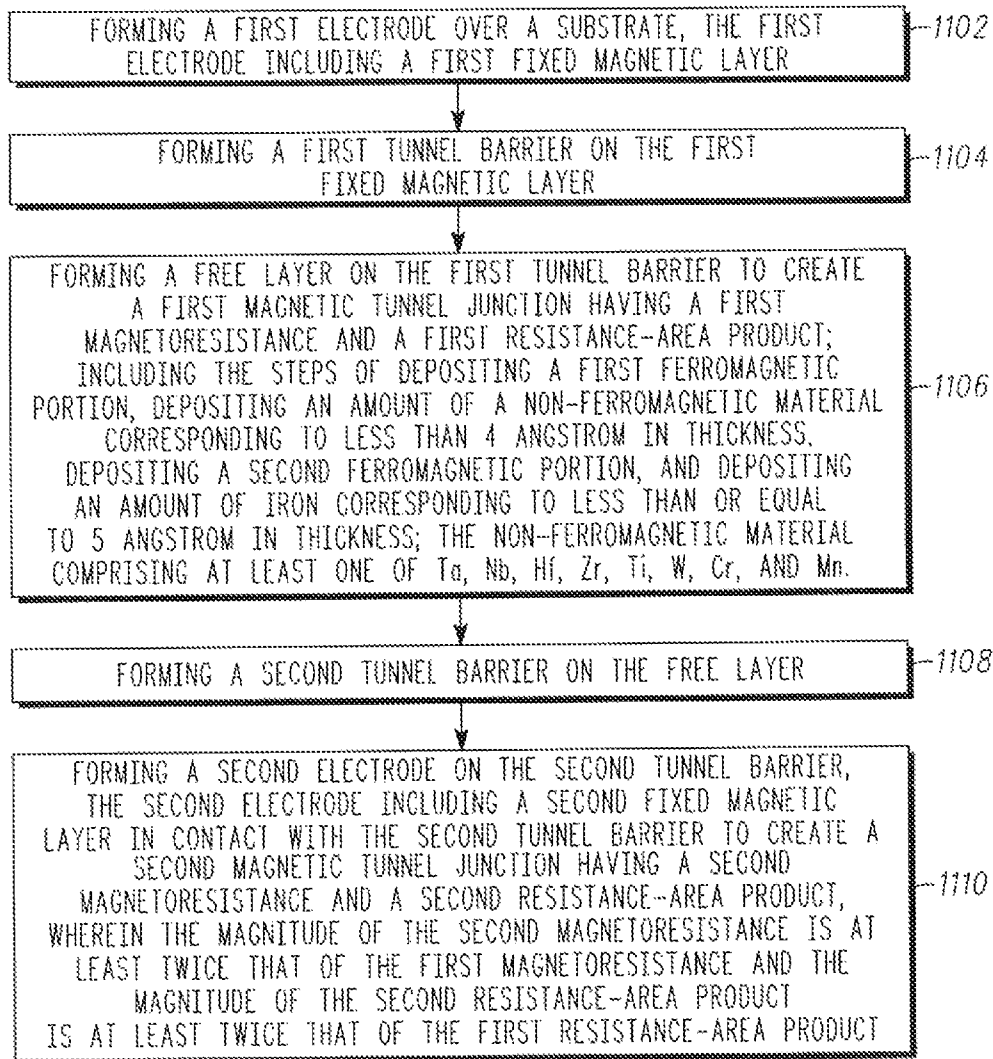 FORMING A FIRST ELECTRODE OVER A SUBSTRATE, THE FIRST
ELECTRODE INCLUDING A FIRST FIXED MAGNETIC LAYER
1102
FORMING A FIRST TUNNEL BARRIER ON THE FIRST
FIXED MAGNETIC LAYER
1104
FORMING A FREE LAYER ON THE FIRST TUNNEL BARRIER TO CREATE
A FIRST MAGNETIC TUNNEL JUNCTION HAVING A FIRST
MAGNETORESISTANCE AND A FIRST RESISTANCE-AREA PRODUCT;
INCLUDING THE STEPS OF DEPOSITING A FIRST FERROMAGNETIC
PORTION, DEPOSITING AN AMOUNT OF A NON-FERROMAGNETIC MATERIAL
CORRESPONDING TO LESS THAN 4 ANGSTROM IN THICKNESS.
DEPOSITING A SECOND FERROMAGNETIC PORTION, AND DEPOSITING
AN AMOUNT OF IRON CORRESPONDING TO LESS THAN OR EQUAL
TO 5 ANGSTROM IN THICKNESS; THE NON-FERROMAGNETIC MATERIAL
COMPRISING AT LEAST ONE OF Ta, Nb, Hf, Zr, Ti, W, Cr, AND Mn.
1106
FORMING A SECOND TUNNEL BARRIER ON THE FREE LAYER
1108
FORMING A SECOND ELECTRODE ON THE SECOND TUNNEL BARRIER,
THE SECOND ELECTRODE INCLUDING A SECOND FIXED MAGNETIC
LAYER IN CONTACT WITH THE SECOND TUNNEL BARRIER TO CREATE A
SECOND MAGNETIC TUNNEL JUNCTION HAVING A SECOND
MAGNETORESISTANCE AND A SECOND RESISTANCE-AREA PRODUCT,
WHEREIN THE MAGNITUDE OF THE SECOND MAGNETORESISTANCE IS AT
LEAST TWICE THAT OF THE FIRST MAGNETORESISTANCE AND THE
MAGNITUDE OF THE SECOND RESISTANCE-AREA PRODUCT
IS AT LEAST TWICE THAT OF THE FIRST RESISTANCE-AREA PRODUCT
1110